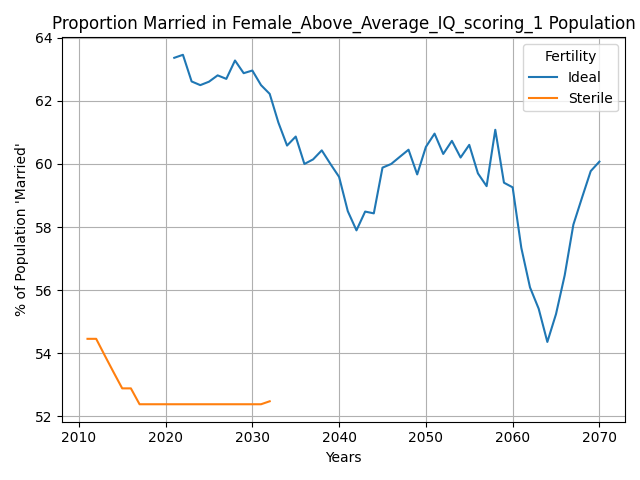 Proportion Married in Female_Above_Average_IQ_scoring_1 Population
% of Population 'Married'
64
62
60
58
56
54
52
Fertility
Ideal
Sterile
2010 2020 2030 2040 2050 2060 2070
Years